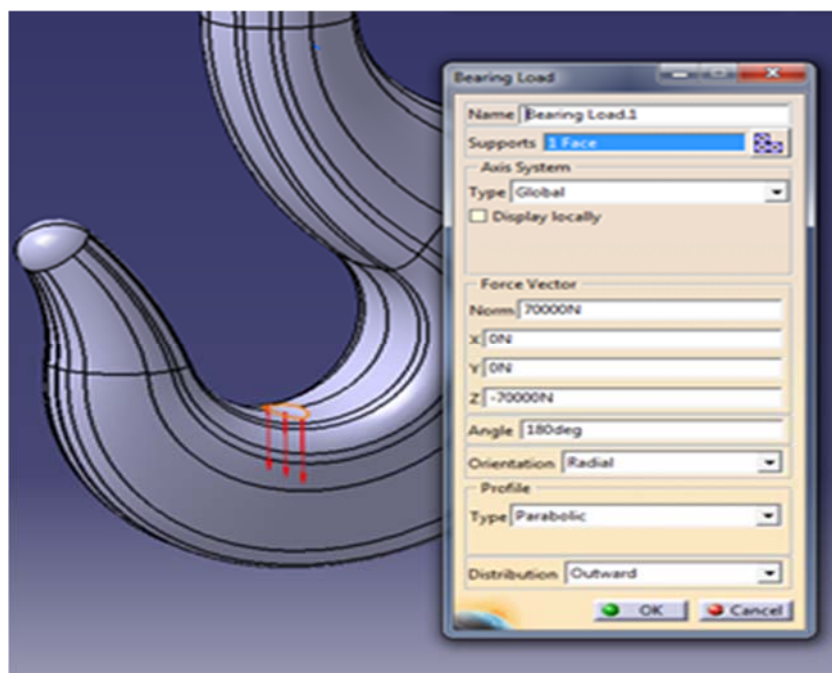 Bearing Load
Name Bearing Load.1
Supports 1 Face
Axis System
Type Global
Display locally
Force Vector
Norm 70000N
X 0N
Y 0N
Z -70000N
Angle 180deg
Orientation Radial
Profile
Type Parabolic
Distribution Outward
OK Cancel